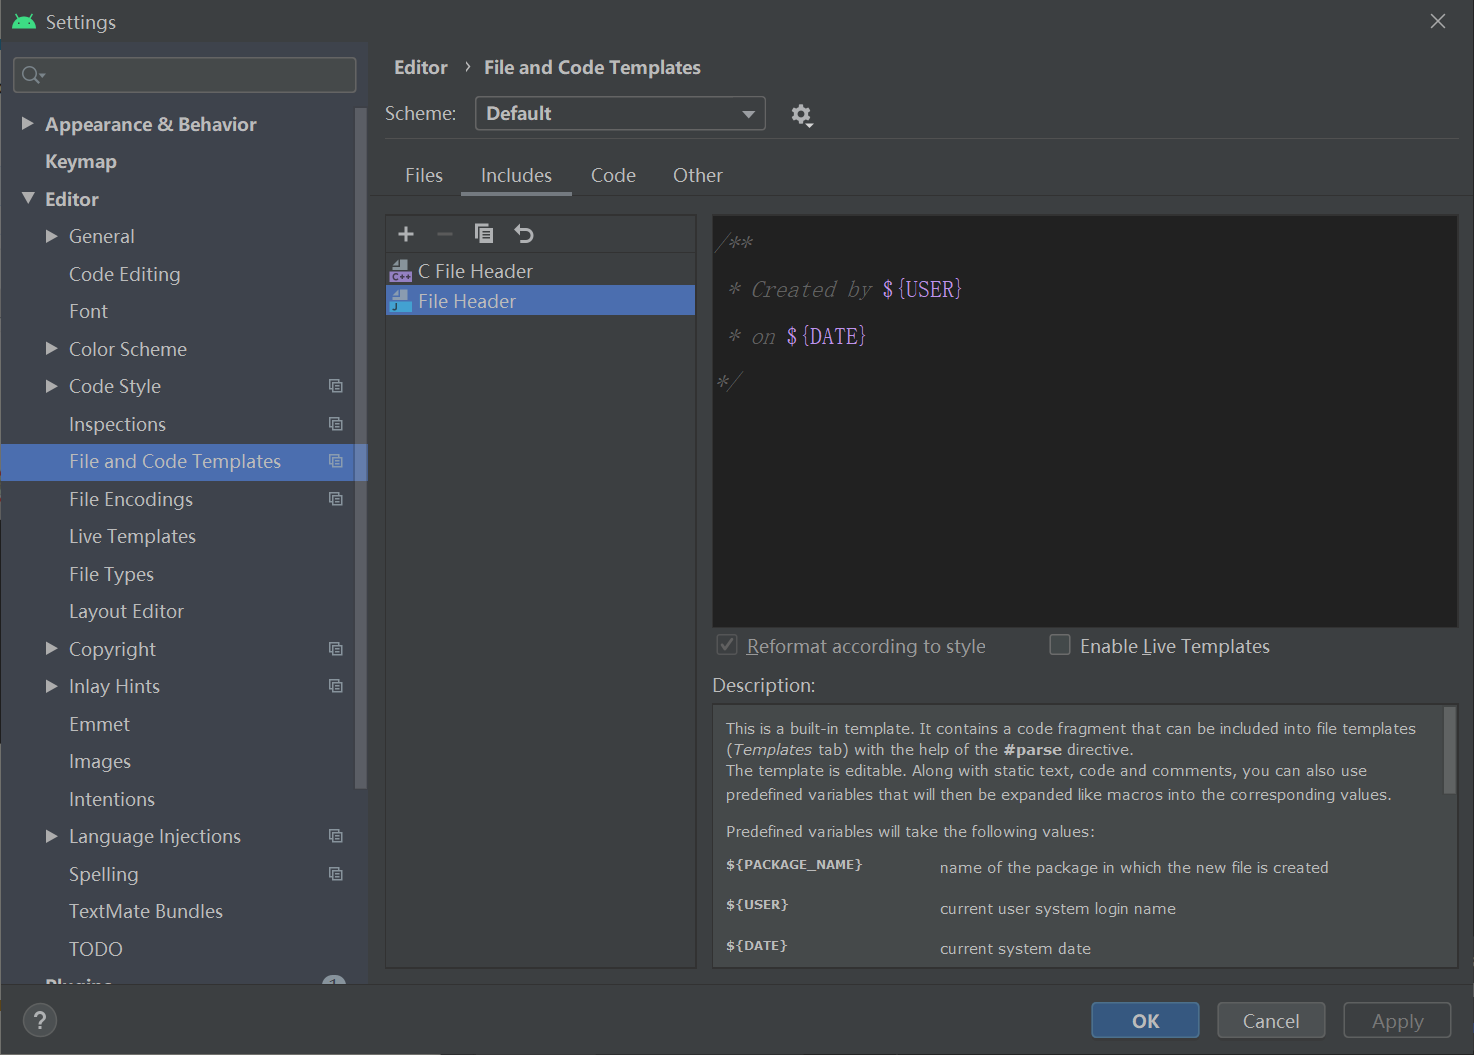 Settings
Editor › File and Code Templates
Scheme: Default
Appearance & Behavior
Keymap
Editor
General
Code Editing
Font
Color Scheme
Code Style
Inspections
File and Code Templates
File Encodings
Live Templates
File Types
Layout Editor
Copyright
Inlay Hints
Emmet
Images
Intentions
Language Injections
Spelling
TextMate Bundles
TODO
Plugins 1
Files Includes Code Other
C++ C File Header
J File Header
/**
 * Created by ${USER}
 * on ${DATE}
*/
Reformat according to style Enable Live Templates
Description:
This is a built-in template. It contains a code fragment that can be included into file templates
(Templates tab) with the help of the #parse directive.
The template is editable. Along with static text, code and comments, you can also use
predefined variables that will then be expanded like macros into the corresponding values.
Predefined variables will take the following values:
${PACKAGE_NAME} name of the package in which the new file is created
${USER} current user system login name
${DATE} current system date
? OK Cancel Apply